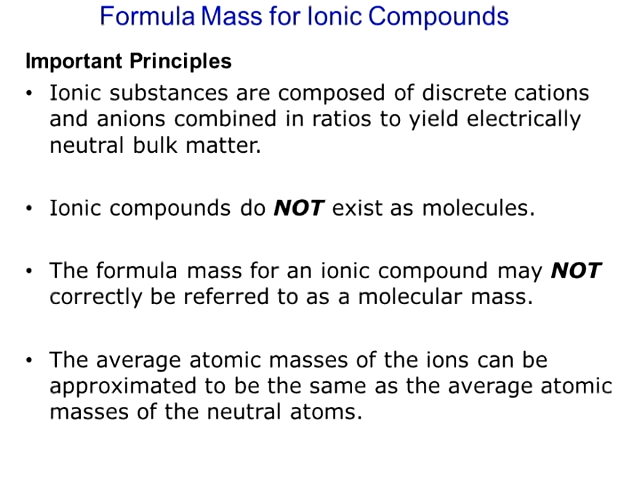 Formula Mass for Ionic Compounds
Important Principles
• Ionic substances are composed of discrete cations
and anions combined in ratios to yield electrically
neutral bulk matter.
• Ionic compounds do NOT exist as molecules.
• The formula mass for an ionic compound may NOT
correctly be referred to as a molecular mass.
• The average atomic masses of the ions can be
approximated to be the same as the average atomic
masses of the neutral atoms.